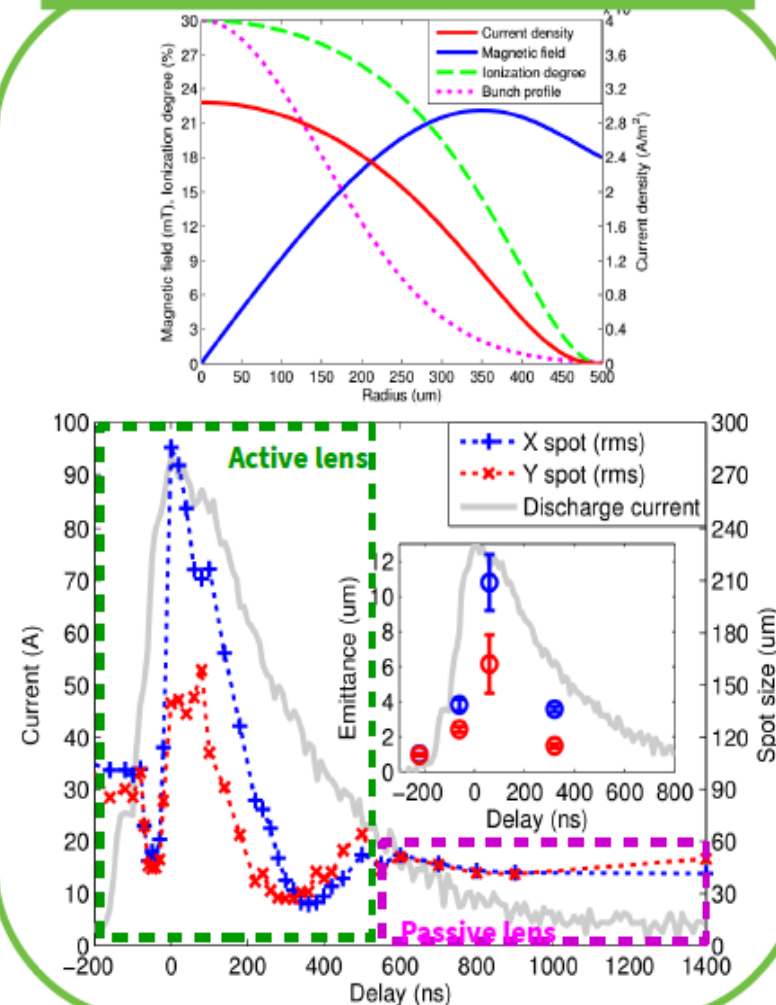 30
27
24
21
18
15
12
9
6
3
0
Magnetic field (mT), Ionization degree (%)
Current density
Magnetic field
Ionization degree
Bunch profile
4
3.6
3.2
2.8
2.4
2
1.6
1.2
0.8
0.4
0
Current density (A/m²)
0 50 100 150 200 250 300 350 400 450 500
Radius (um)
100
90
80
70
60
50
40
30
20
10
0
Current (A)
Active lens
X spot (rms)
Y spot (rms)
Discharge current
300
270
240
210
180
150
120
90
60
30
0
Spot size (um)
12
10
8
6
4
2
0
Emittance (um)
−200 0 200 400 600 800
Delay (ns)
Passive lens
−200 0 200 400 600 800 1000 1200 1400
Delay (ns)